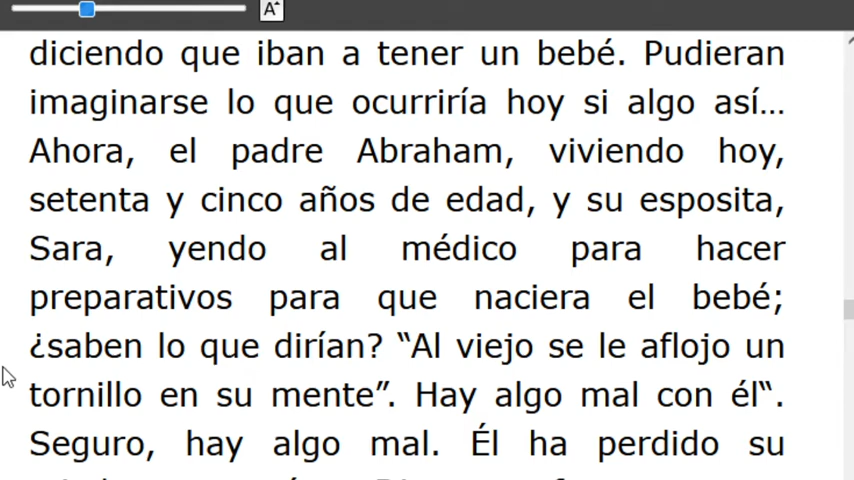 A
diciendo que iban a tener un bebé. Pudieran
imaginarse lo que ocurriría hoy si algo así...
Ahora, el padre Abraham, viviendo hoy,
setenta y cinco años de edad, y su esposita,
Sara, yendo al médico para hacer
preparativos para que naciera el bebé;
¿saben lo que dirían? “Al viejo se le aflojo un
tornillo en su mente”. Hay algo mal con él“.
Seguro, hay algo mal. Él ha perdido su